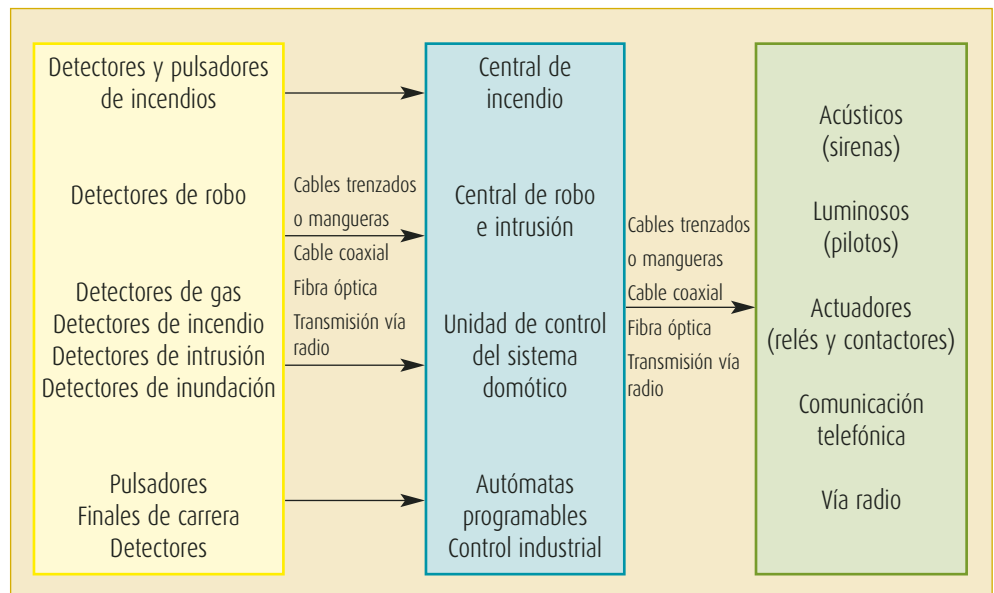 Detectores y pulsadores
de incendios
Detectores de robo
Detectores de gas
Detectores de incendio
Detectores de intrusión
Detectores de inundación
Pulsadores
Finales de carrera
Detectores
Cables trenzados
o mangueras
Cable coaxial
Fibra óptica
Transmisión vía
radio
Central de
incendio
Central de robo
e intrusión
Unidad de control
del sistema
domótico
Autómatas
programables
Control industrial
Cables trenzados
o mangueras
Cable coaxial
Fibra óptica
Transmisión vía
radio
Acústicos
(sirenas)
Luminosos
(pilotos)
Actuadores
(relés y contactores)
Comunicación
telefónica
Vía radio